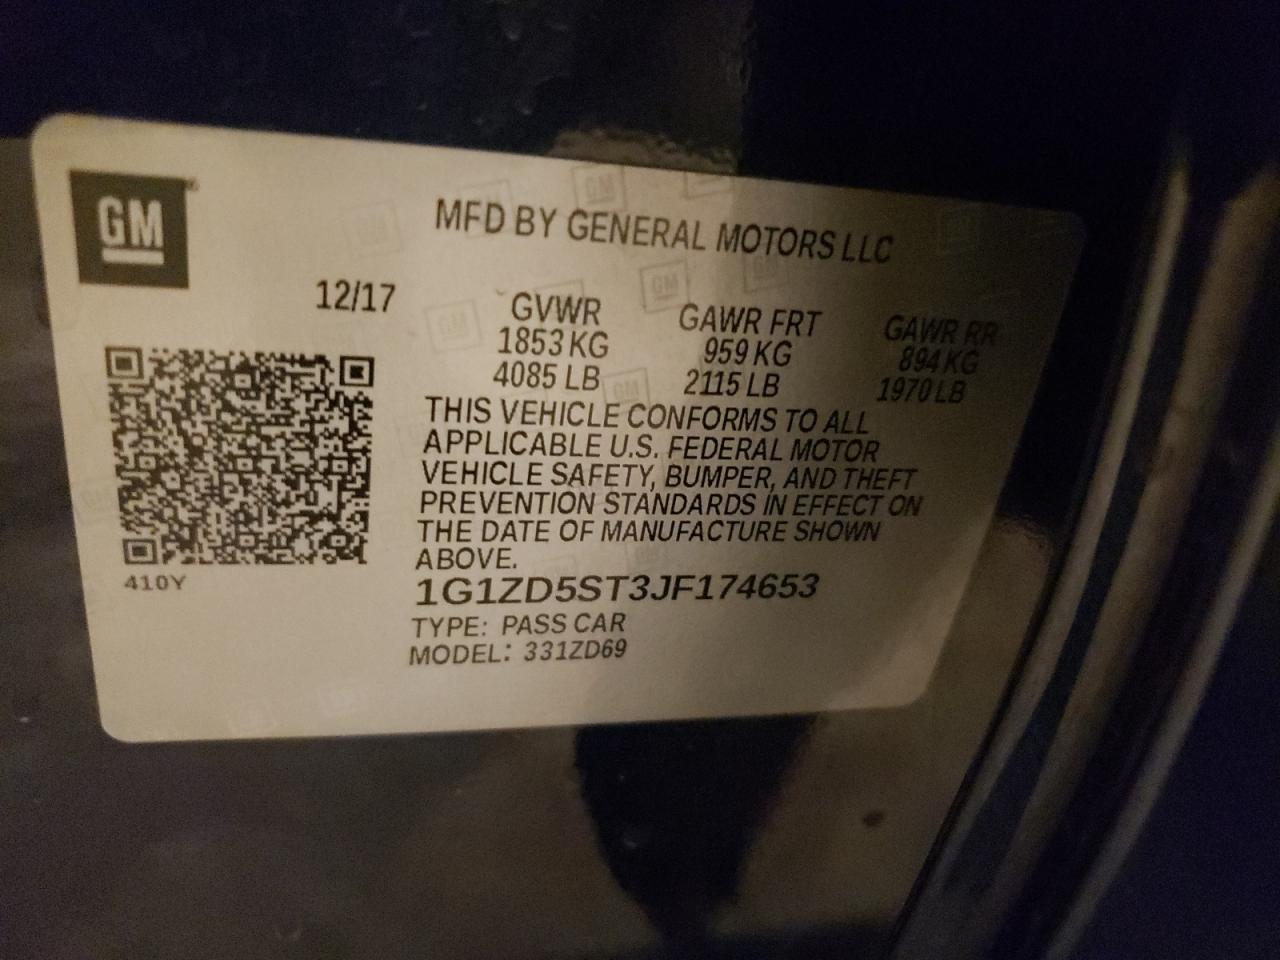 GM
MFD BY GENERAL MOTORS LLC
12/17
GVWR GAWR FRT GAWR RR
1853 KG 959 KG 894 KG
4085 LB 2115 LB 1970 LB
THIS VEHICLE CONFORMS TO ALL
APPLICABLE U.S. FEDERAL MOTOR
VEHICLE SAFETY, BUMPER, AND THEFT
PREVENTION STANDARDS IN EFFECT ON
THE DATE OF MANUFACTURE SHOWN
ABOVE.
410Y
1G1ZD5ST3JF174653
TYPE: PASS CAR
MODEL: 331ZD69